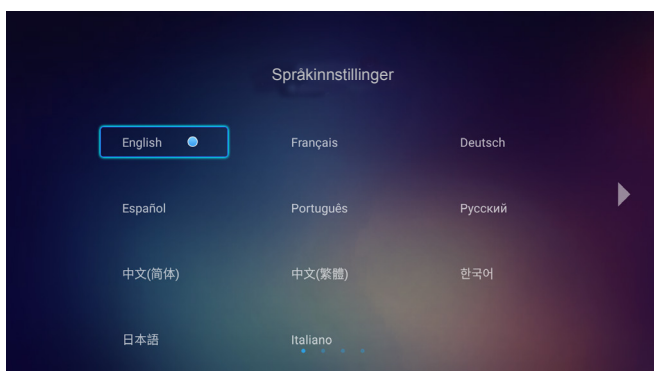 Språkinnstillinger
English Français Deutsch
Español Português Русский
中文(简体) 中文(繁體) 한국어
日本語 Italiano